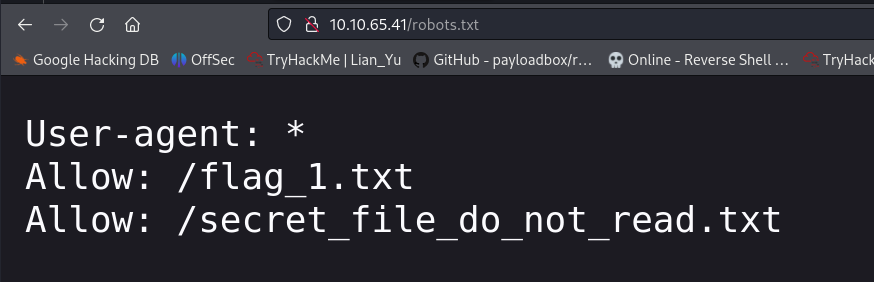 10.10.65.41/robots.txt
Google Hacking DB OffSec TryHackMe | Lian_Yu GitHub - payloadbox/r… Online - Reverse Shell … TryHack
User-agent: *
Allow: /flag_1.txt
Allow: /secret_file_do_not_read.txt